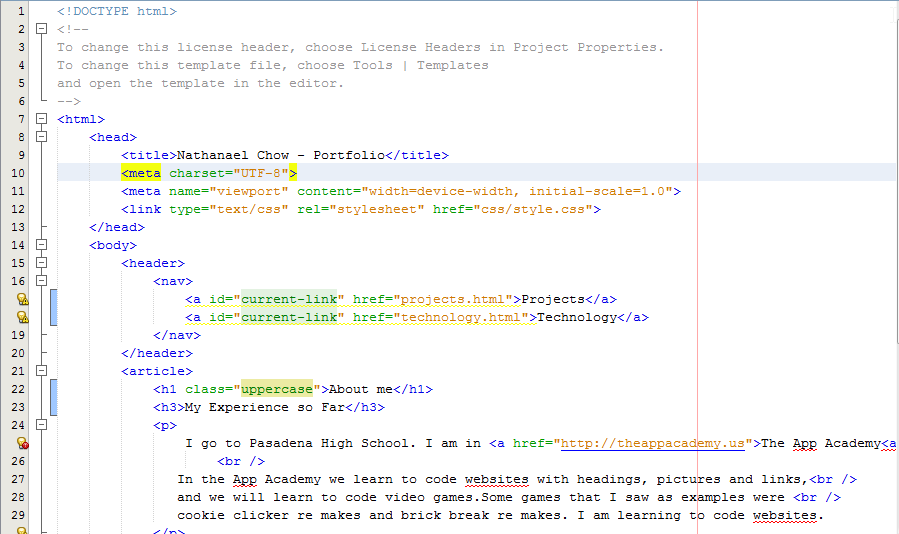 1 <!DOCTYPE html>
2 <!--
3 To change this license header, choose License Headers in Project Properties.
4 To change this template file, choose Tools | Templates
5 and open the template in the editor.
6 -->
7 <html>
8 <head>
9 <title>Nathanael Chow - Portfolio</title>
10 <meta charset="UTF-8">
11 <meta name="viewport" content="width=device-width, initial-scale=1.0">
12 <link type="text/css" rel="stylesheet" href="css/style.css">
13 </head>
14 <body>
15 <header>
16 <nav>
<a id="current-link" href="projects.html">Projects</a>
<a id="current-link" href="technology.html">Technology</a>
19 </nav>
20 </header>
21 <article>
22 <h1 class="uppercase">About me</h1>
23 <h3>My Experience so Far</h3>
24 <p>
I go to Pasadena High School. I am in <a href="http://theappacademy.us">The App Academy<a
26 <br />
27 In the App Academy we learn to code websites with headings, pictures and links,<br />
28 and we will learn to code video games.Some games that I saw as examples were <br />
29 cookie clicker re makes and brick break re makes. I am learning to code websites.
</p>